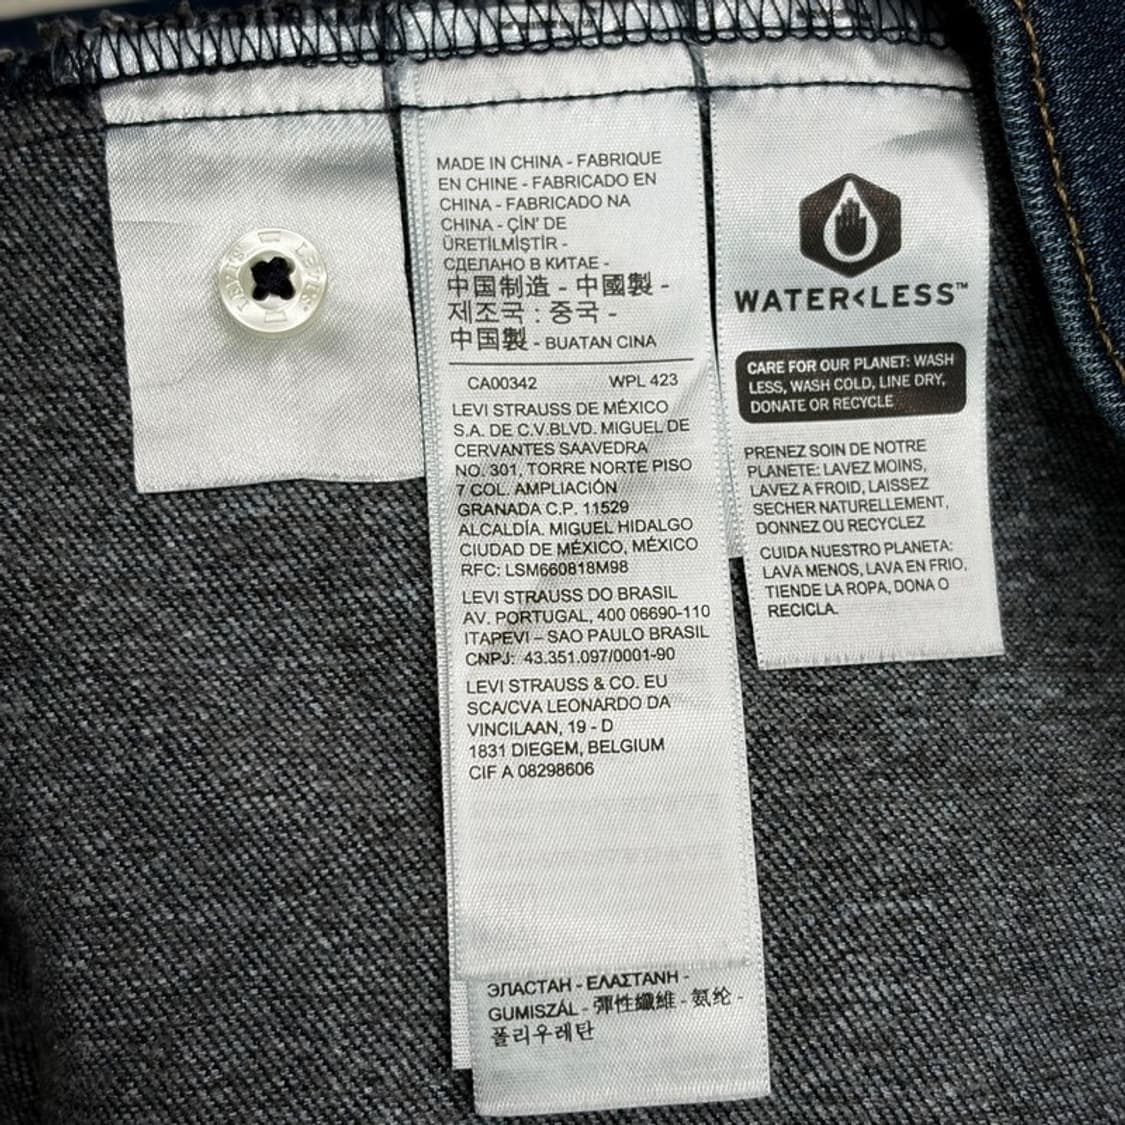 LEVI'S
MADE IN CHINA - FABRIQUE
EN CHINE - FABRICADO EN
CHINA - FABRICADO NA
CHINA - ÇİN' DE
ÜRETİLMİŞTİR -
СДЕЛАНО В КИТАЕ -
中国制造 - 中國製 -
제조국 : 중국 -
中国製 - BUATAN CINA
CA00342 WPL 423
LEVI STRAUSS DE MÉXICO
S.A. DE C.V.BLVD. MIGUEL DE
CERVANTES SAAVEDRA
NO. 301, TORRE NORTE PISO
7 COL. AMPLIACIÓN
GRANADA C.P. 11529
ALCALDÍA. MIGUEL HIDALGO
CIUDAD DE MÉXICO, MÉXICO
RFC: LSM660818M98
LEVI STRAUSS DO BRASIL
AV. PORTUGAL, 400 06690-110
ITAPEVI – SAO PAULO BRASIL
CNPJ: 43.351.097/0001-90
LEVI STRAUSS & CO. EU
SCA/CVA LEONARDO DA
VINCILAAN, 19 - D
1831 DIEGEM, BELGIUM
CIF A 08298606
ЭЛАСТАН - ΕΛΑΣΤΑΝΗ -
GUMISZÁL - 彈性纖維 - 氨纶 -
폴리우레탄
WATER<LESS™
CARE FOR OUR PLANET: WASH
LESS, WASH COLD, LINE DRY,
DONATE OR RECYCLE
PRENEZ SOIN DE NOTRE
PLANETE: LAVEZ MOINS,
LAVEZ A FROID, LAISSEZ
SECHER NATURELLEMENT,
DONNEZ OU RECYCLEZ
CUIDA NUESTRO PLANETA:
LAVA MENOS, LAVA EN FRIO,
TIENDE LA ROPA, DONA O
RECICLA.